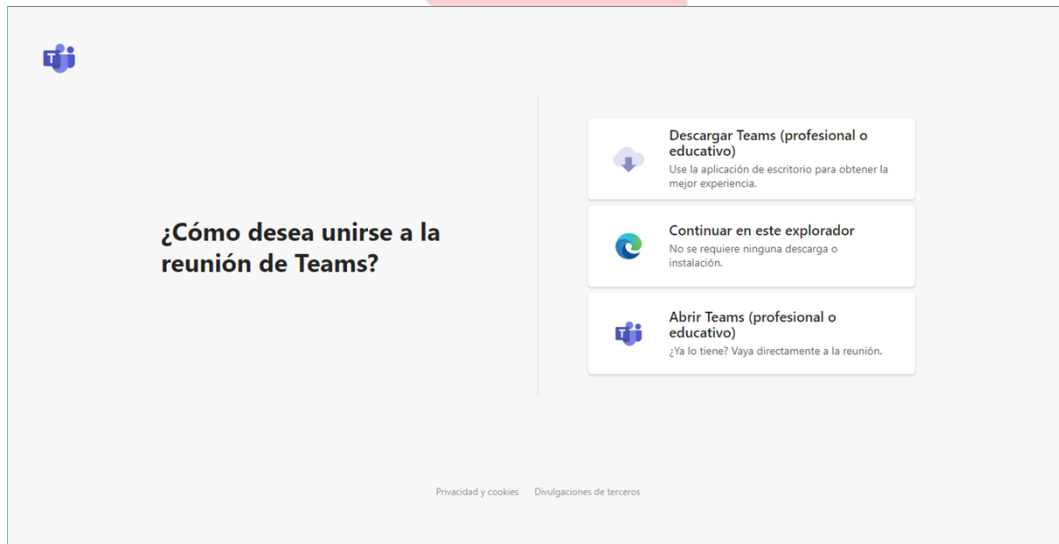 ¿Cómo desea unirse a la
reunión de Teams?
Descargar Teams (profesional o
educativo)
Use la aplicación de escritorio para obtener la
mejor experiencia.
Continuar en este explorador
No se requiere ninguna descarga o
instalación.
Abrir Teams (profesional o
educativo)
¿Ya lo tiene? Vaya directamente a la reunión.
Privacidad y cookies Divulgaciones de terceros